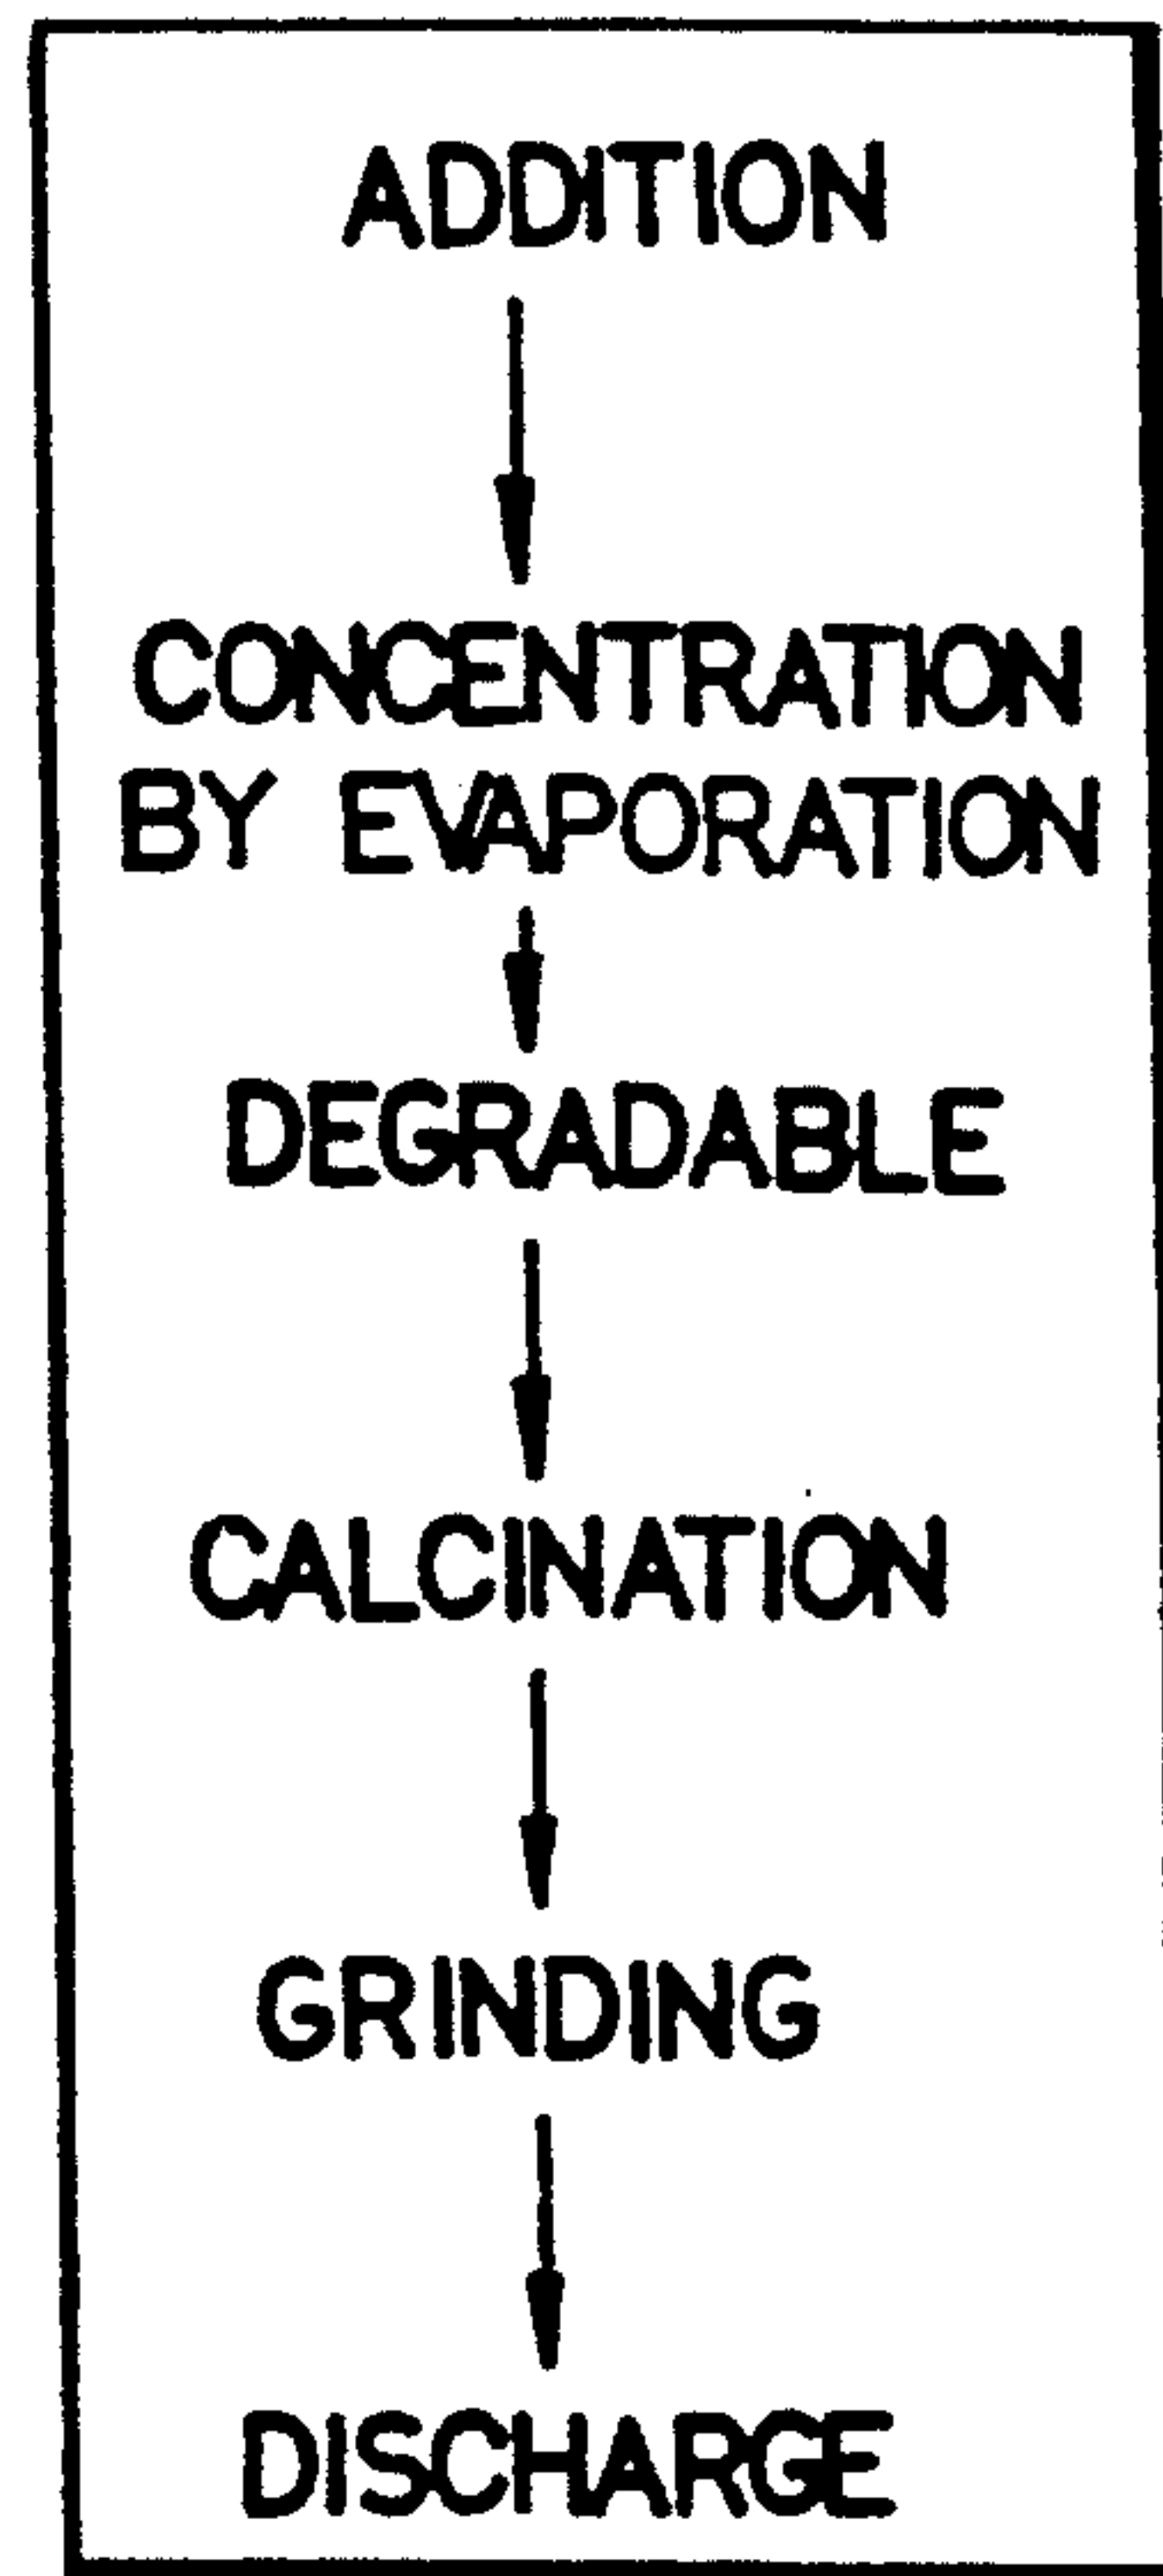 ADDITION
CONCENTRATION
BY EVAPORATION
DEGRADABLE
CALCINATION
GRINDING
DISCHARGE